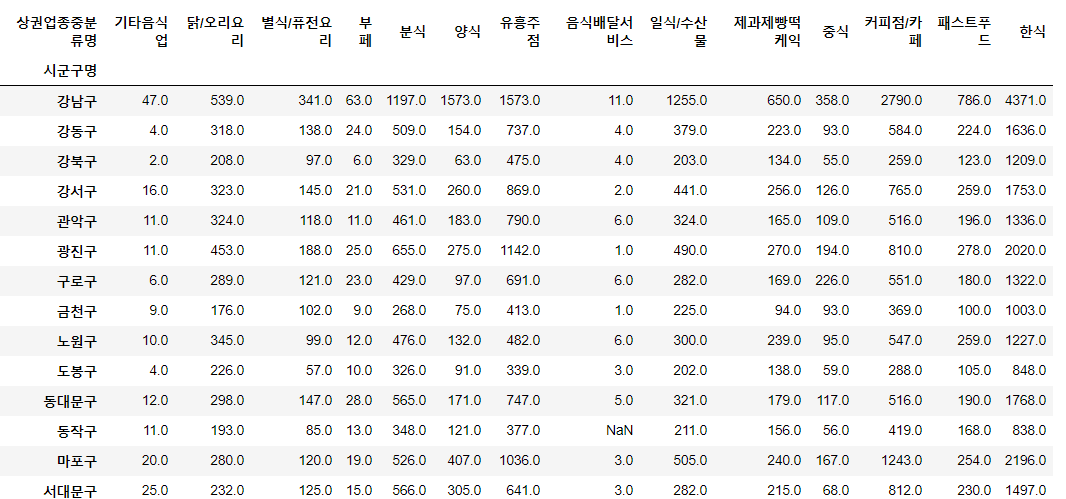 상권업종중분류명 기타음식업 닭/오리요리 별식/퓨전요리 부페 분식 양식 유흥주점 음식배달서비스 일식/수산물 제과제빵떡케익 중식 커피점/카페 패스트푸드 한식
시군구명
강남구 47.0 539.0 341.0 63.0 1197.0 1573.0 1573.0 11.0 1255.0 650.0 358.0 2790.0 786.0 4371.0
강동구 4.0 318.0 138.0 24.0 509.0 154.0 737.0 4.0 379.0 223.0 93.0 584.0 224.0 1636.0
강북구 2.0 208.0 97.0 6.0 329.0 63.0 475.0 4.0 203.0 134.0 55.0 259.0 123.0 1209.0
강서구 16.0 323.0 145.0 21.0 531.0 260.0 869.0 2.0 441.0 256.0 126.0 765.0 259.0 1753.0
관악구 11.0 324.0 118.0 11.0 461.0 183.0 790.0 6.0 324.0 165.0 109.0 516.0 196.0 1336.0
광진구 11.0 453.0 188.0 25.0 655.0 275.0 1142.0 1.0 490.0 270.0 194.0 810.0 278.0 2020.0
구로구 6.0 289.0 121.0 23.0 429.0 97.0 691.0 6.0 282.0 169.0 226.0 551.0 180.0 1322.0
금천구 9.0 176.0 102.0 9.0 268.0 75.0 413.0 1.0 225.0 94.0 93.0 369.0 100.0 1003.0
노원구 10.0 345.0 99.0 12.0 476.0 132.0 482.0 6.0 300.0 239.0 95.0 547.0 259.0 1227.0
도봉구 4.0 226.0 57.0 10.0 326.0 91.0 339.0 3.0 202.0 138.0 59.0 288.0 105.0 848.0
동대문구 12.0 298.0 147.0 28.0 565.0 171.0 747.0 5.0 321.0 179.0 117.0 516.0 190.0 1768.0
동작구 11.0 193.0 85.0 13.0 348.0 121.0 377.0 NaN 211.0 156.0 56.0 419.0 168.0 838.0
마포구 20.0 280.0 120.0 19.0 526.0 407.0 1036.0 3.0 505.0 240.0 167.0 1243.0 254.0 2196.0
서대문구 25.0 232.0 125.0 15.0 566.0 305.0 641.0 3.0 282.0 215.0 68.0 812.0 230.0 1497.0